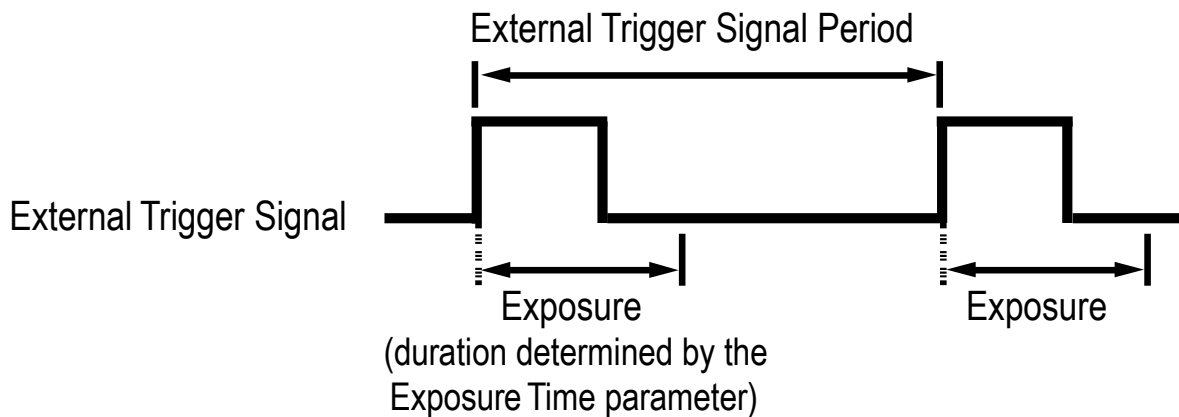 External Trigger Signal Period
External Trigger Signal
Exposure
(duration determined by the
Exposure Time parameter)
Exposure